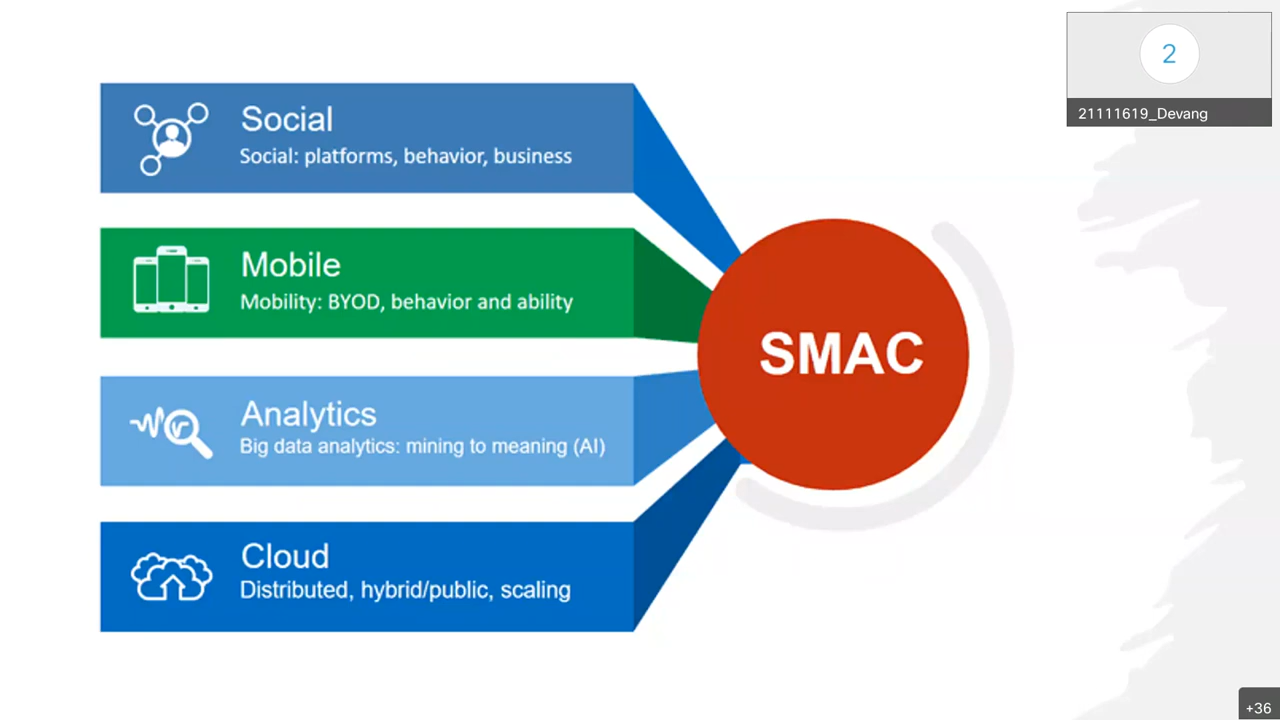 Social
Social: platforms, behavior, business
Mobile
Mobility: BYOD, behavior and ability
Analytics
Big data analytics: mining to meaning (AI)
Cloud
Distributed, hybrid/public, scaling
SMAC
2
21111619_Devang
+36